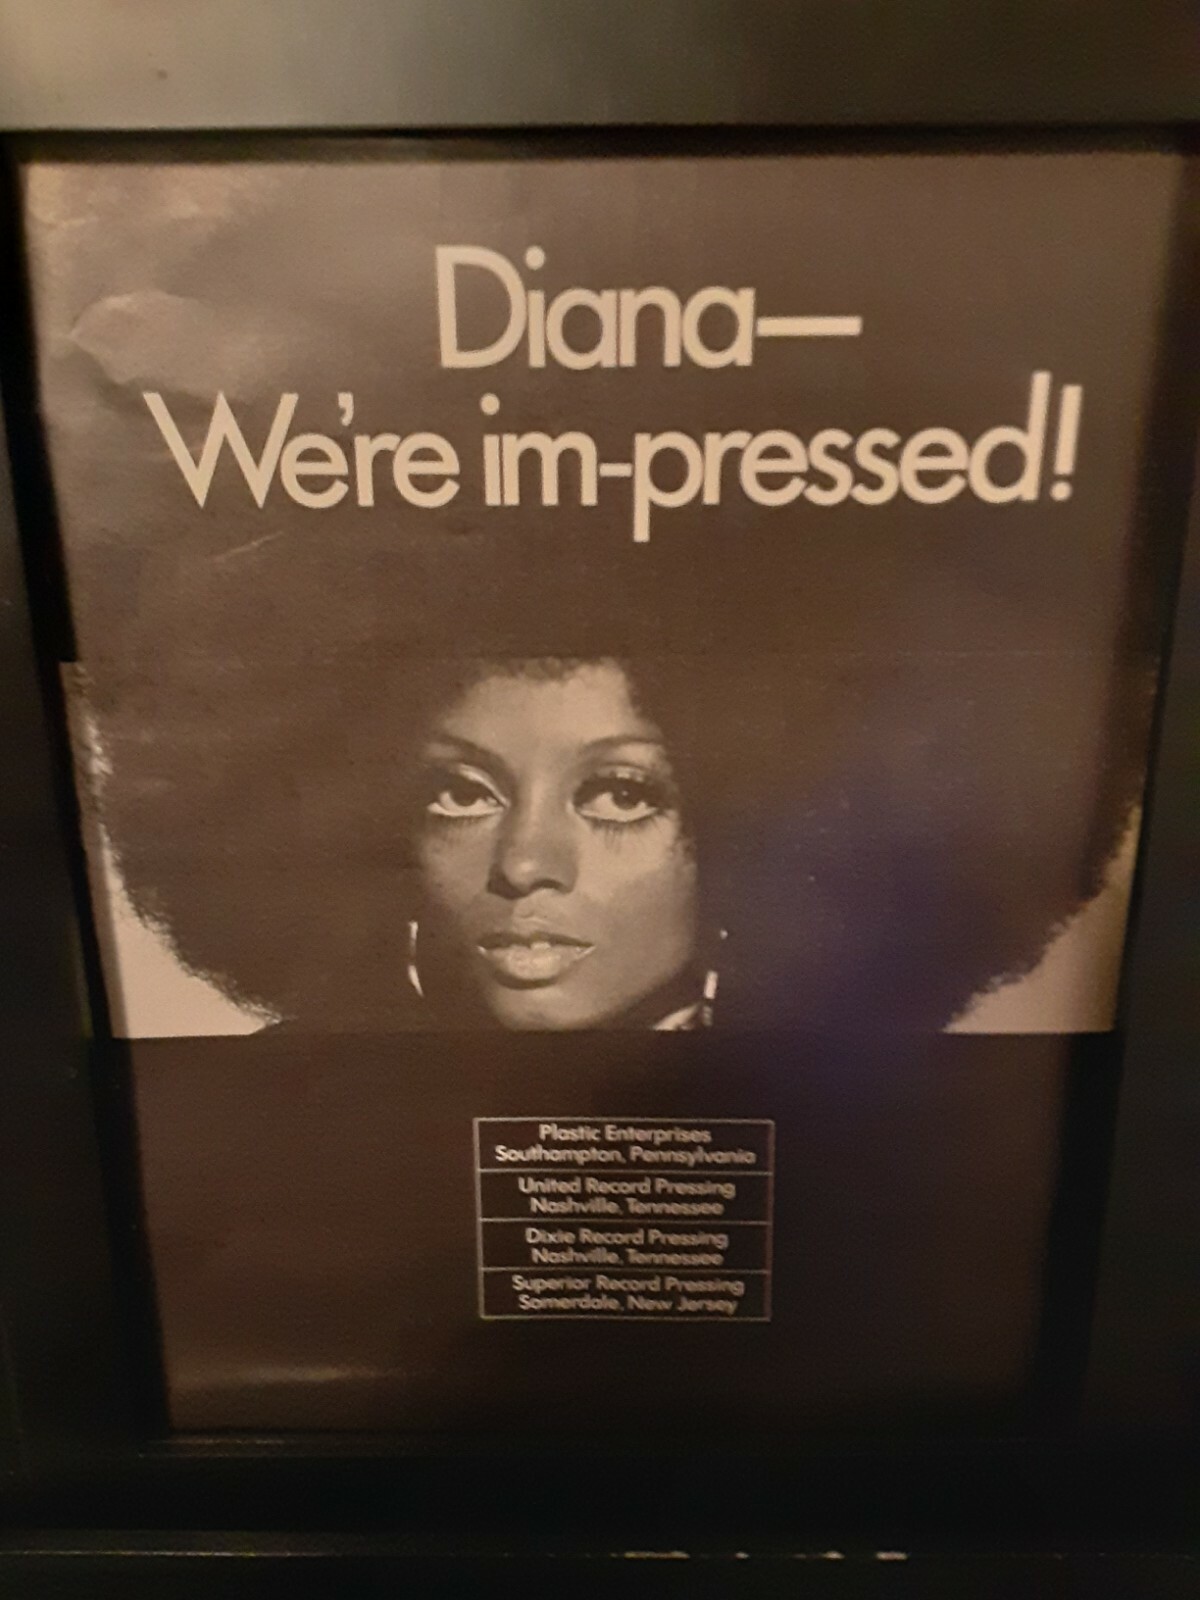 Diana—
We're im-pressed!
Plastic Enterprises
Southampton, Pennsylvania
United Record Pressing
Nashville, Tennessee
Dixie Record Pressing
Nashville, Tennessee
Superior Record Pressing
Somerdale, New Jersey